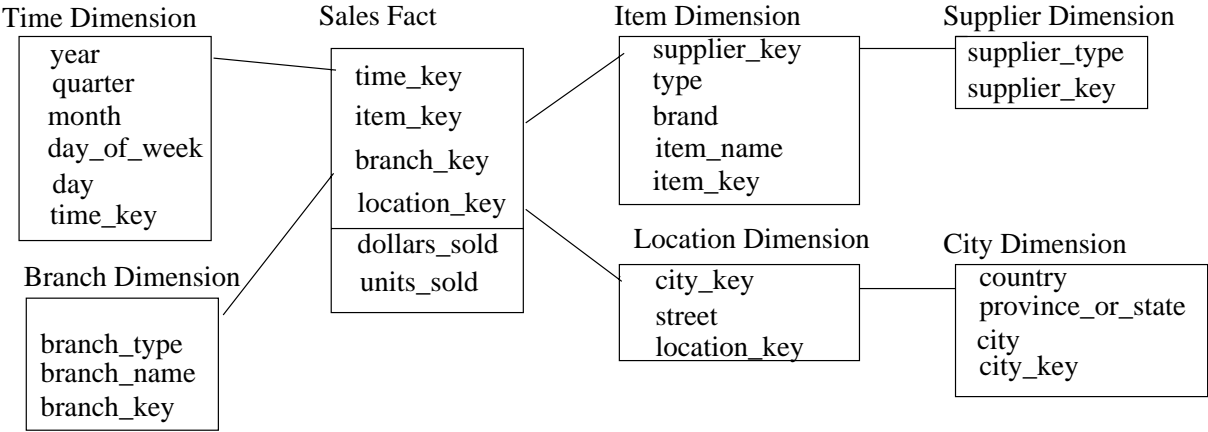 Time Dimension
year
quarter
month
day_of_week
day
time_key
Branch Dimension
branch_type
branch_name
branch_key
Sales Fact
time_key
item_key
branch_key
location_key
dollars_sold
units_sold
Item Dimension
supplier_key
type
brand
item_name
item_key
Location Dimension
city_key
street
location_key
Supplier Dimension
supplier_type
supplier_key
City Dimension
country
province_or_state
city
city_key